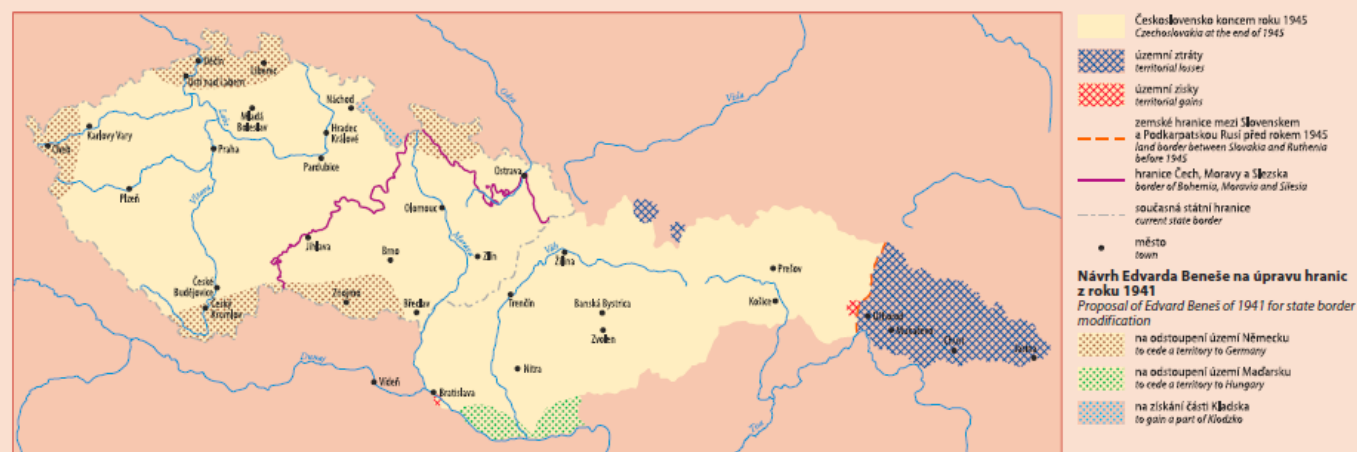 Děčín
Liberec
Ústí nad Labem
Náchod
Odra
Visla
Karlovy Vary
Mladá
Boleslav
Hradec
Králové
Labe
Cheb
Praha
Pardubice
Ostrava
Plzeň
Vltava
Olomouc
Morava
Jihlava
Brno
Zlín
Váh
Žilina
Prešov
České
Budějovice
Český
Krumlov
Znojmo
Břeclav
Trenčín
Banská Bystrica
Košice
Užhorod
Mukačevo
Chust
Jasiňa
Zvolen
Dunaj
Vídeň
Nitra
Bratislava
Tisa
Československo koncem roku 1945
Czechoslovakia at the end of 1945
územní ztráty
territorial losses
územní zisky
territorial gains
zemské hranice mezi Slovenskem
a Podkarpatskou Rusí před rokem 1945
land border between Slovakia and Ruthenia
before 1945
hranice Čech, Moravy a Slezska
border of Bohemia, Moravia and Silesia
současná státní hranice
current state border
město
town
Návrh Edvarda Beneše na úpravu hranic
z roku 1941
Proposal of Edvard Beneš of 1941 for state border
modification
na odstoupení území Německu
to cede a territory to Germany
na odstoupení území Maďarsku
to cede a territory to Hungary
na získání části Kladska
to gain a part of Klodzko